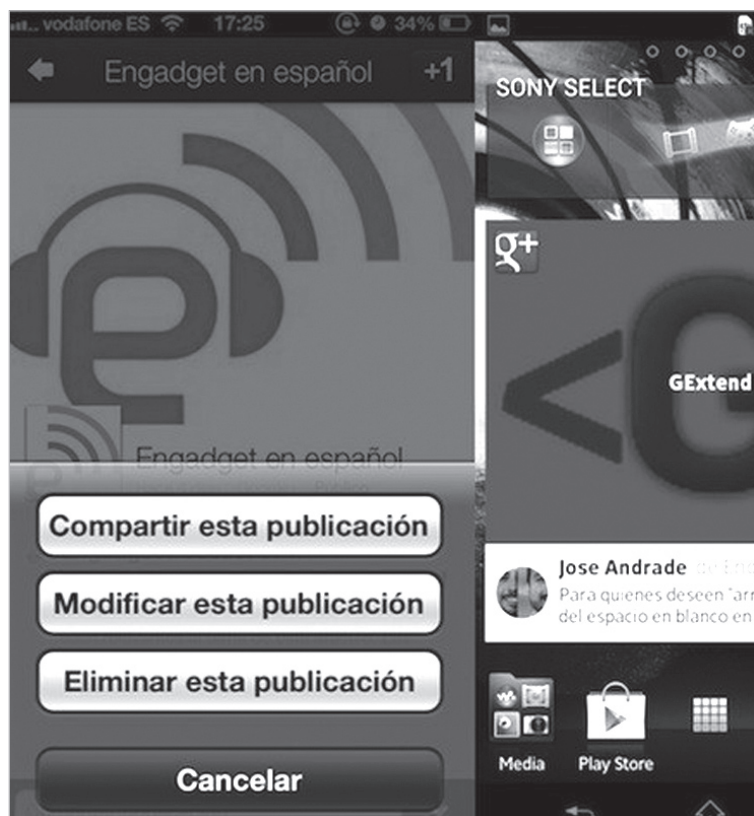 vodafone ES 17:25 34%
Engadget en español +1
Engadget en español
Compartir esta publicación
Modificar esta publicación
Eliminar esta publicación
Cancelar
SONY SELECT
g+
<G
GExtend
Jose Andrade de
Para quienes deseen
del espacio en blanco en
Media Play Store